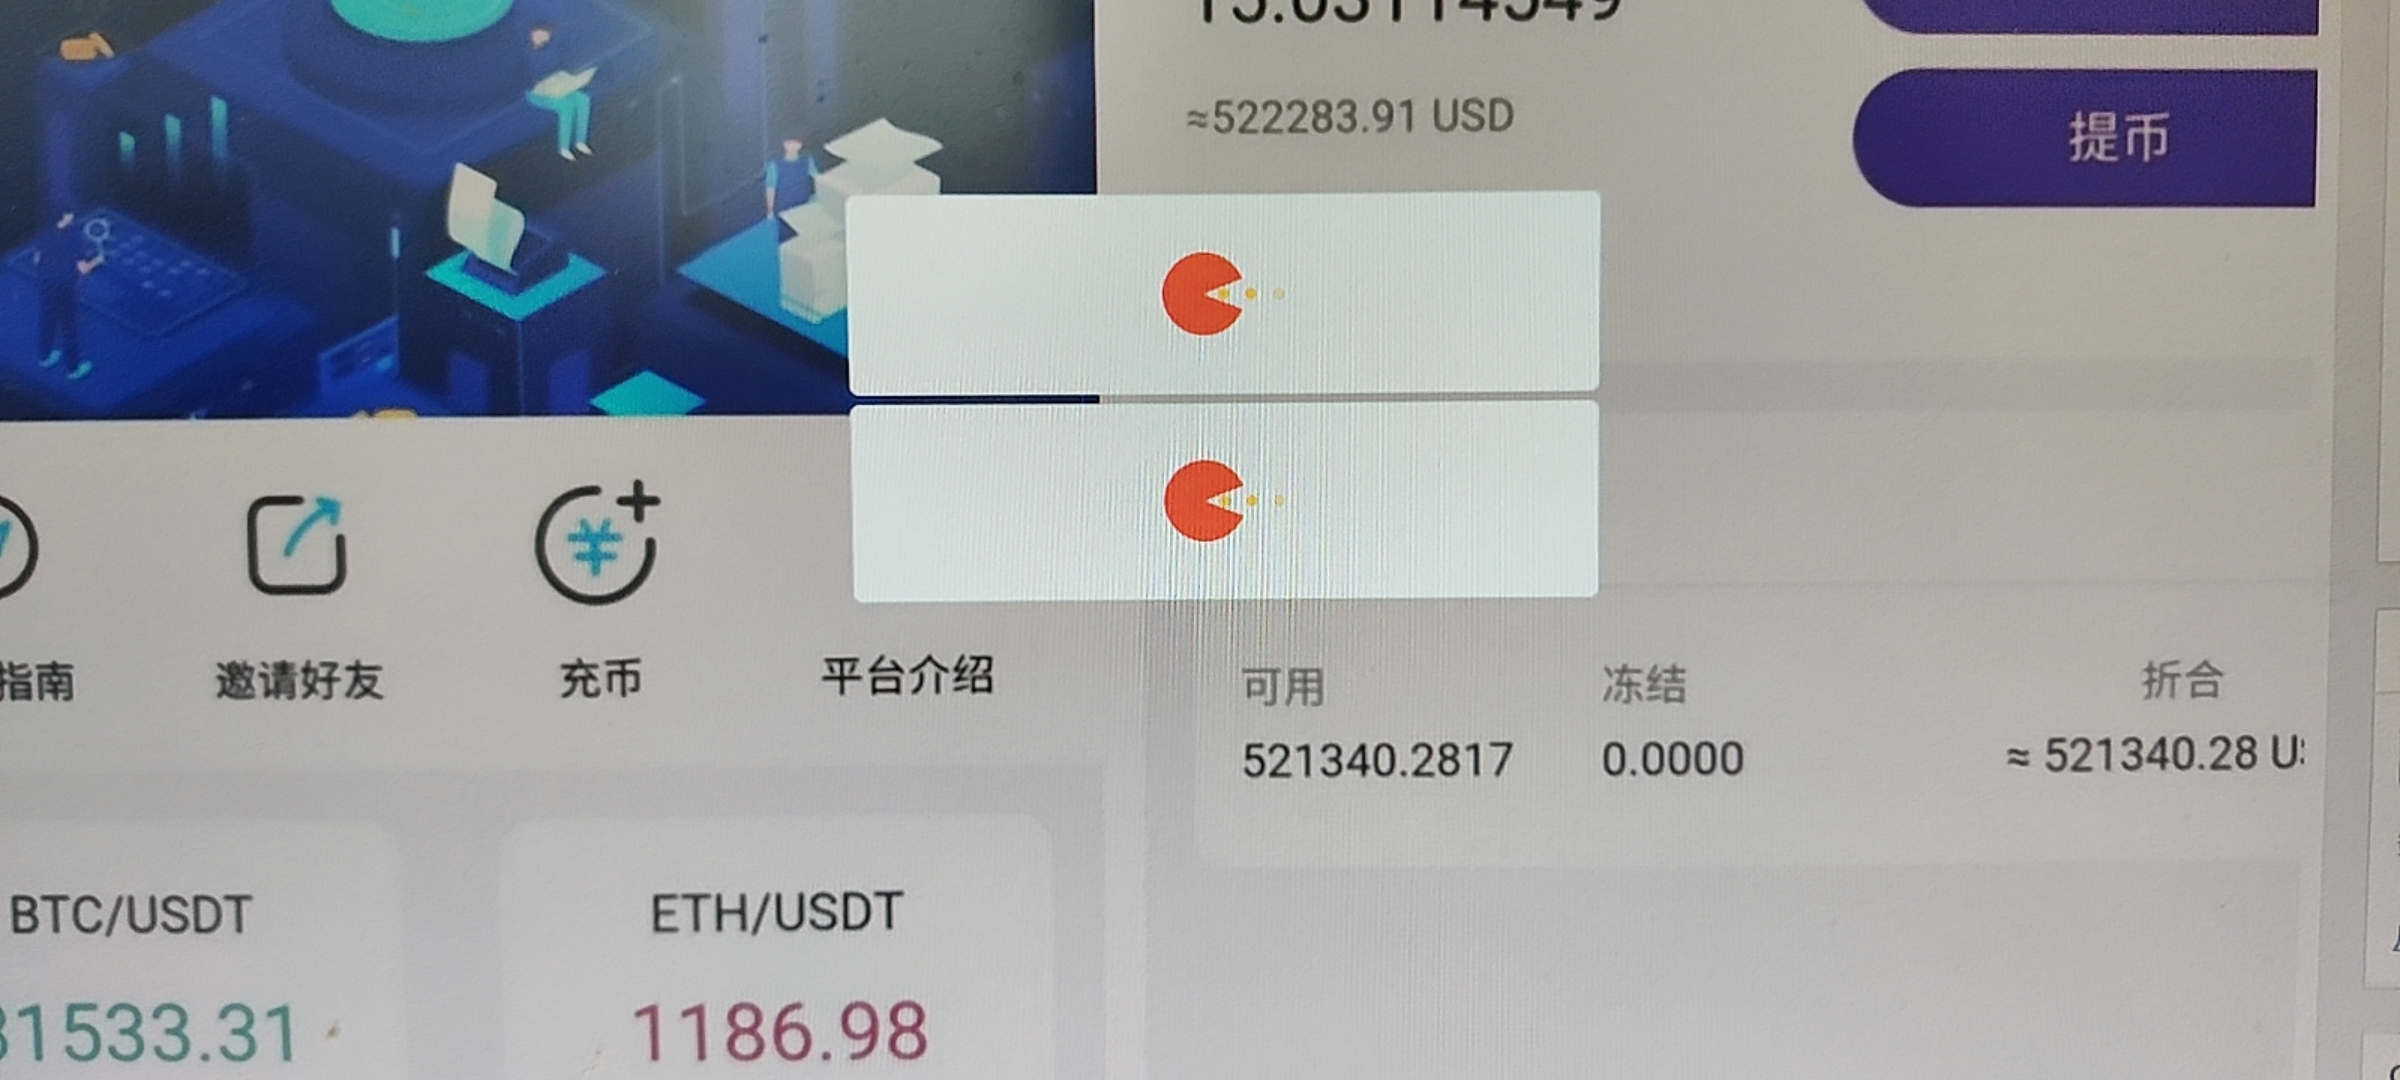 ≈522283.91 USD
提币
指南
邀请好友
充币
平台介绍
可用
冻结
折合
521340.2817
0.0000
≈ 521340.28 U
BTC/USDT
ETH/USDT
31533.31
1186.98